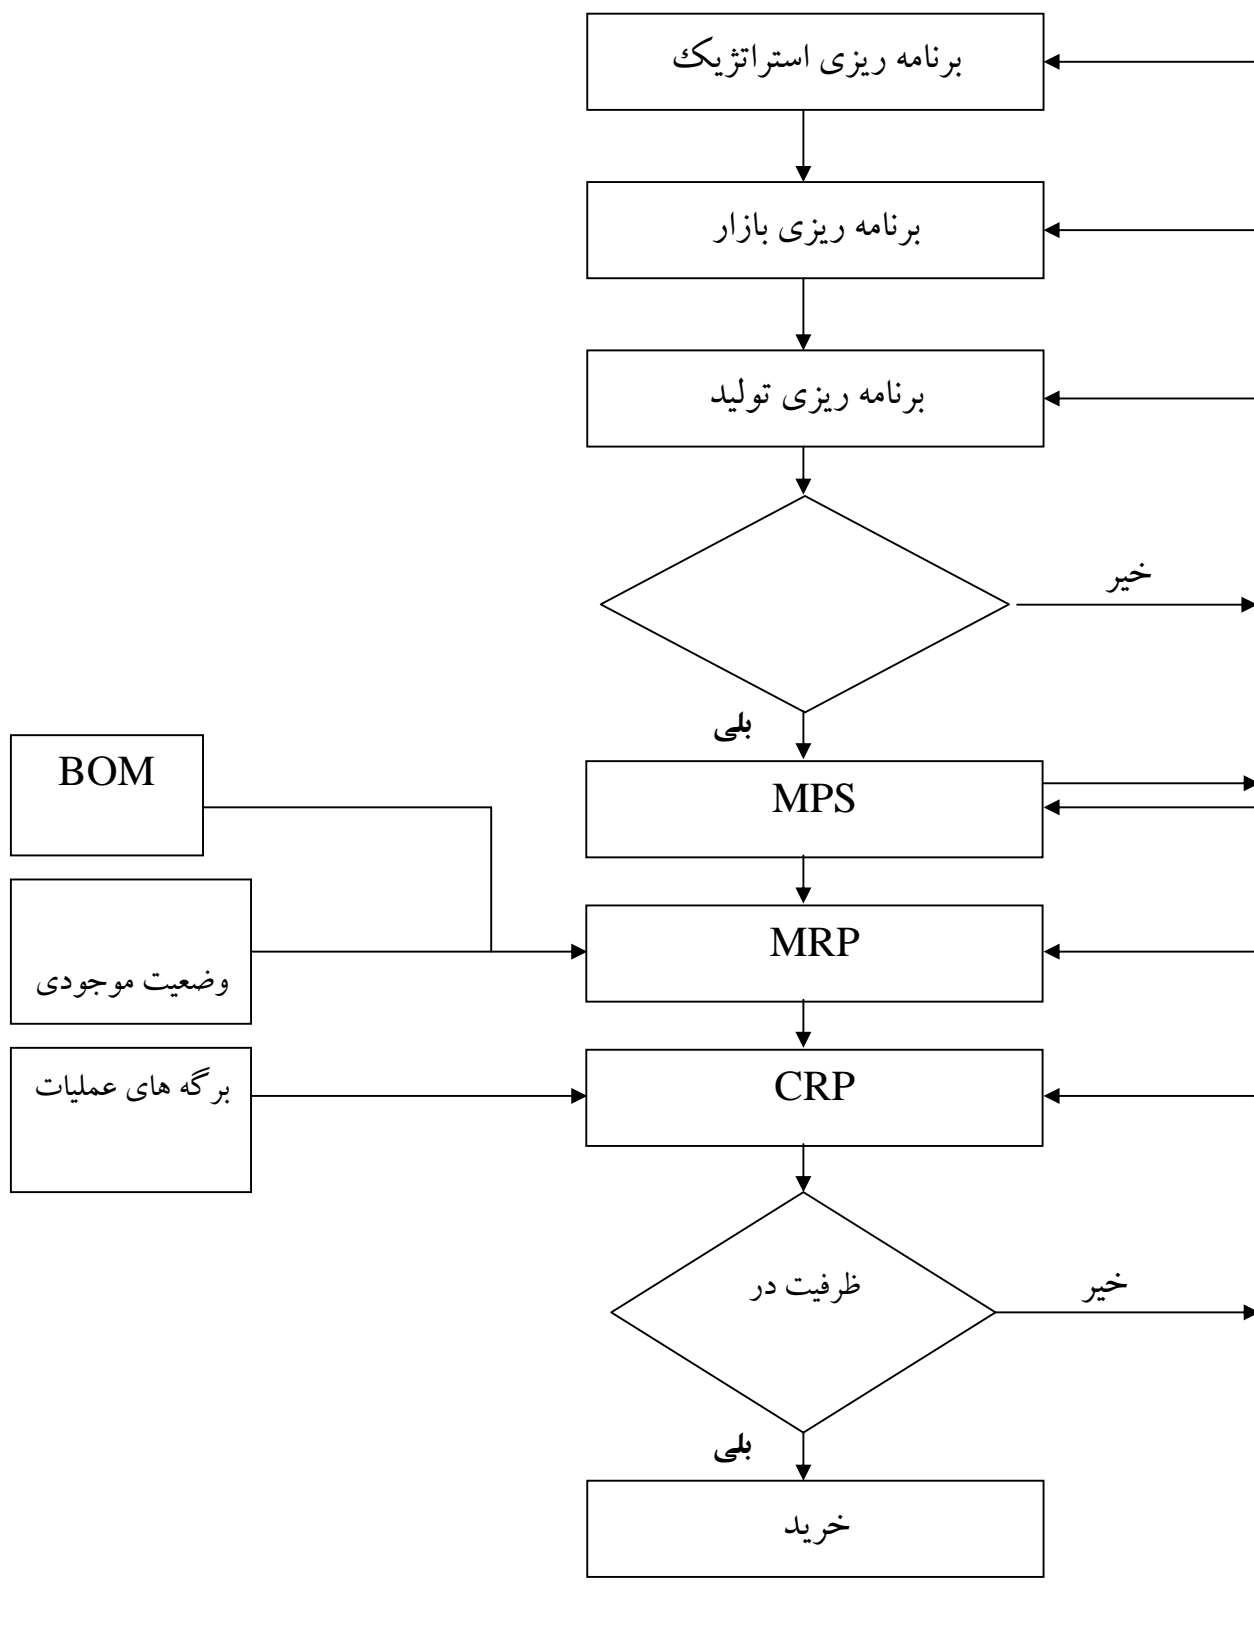 برنامه ریزی استراتژیک
برنامه ریزی بازار
برنامه ریزی تولید
خیر
بلی
BOM
MPS
MRP
وضعیت موجودی
CRP
برگه های عملیات
ظرفیت در
خیر
بلی
خرید